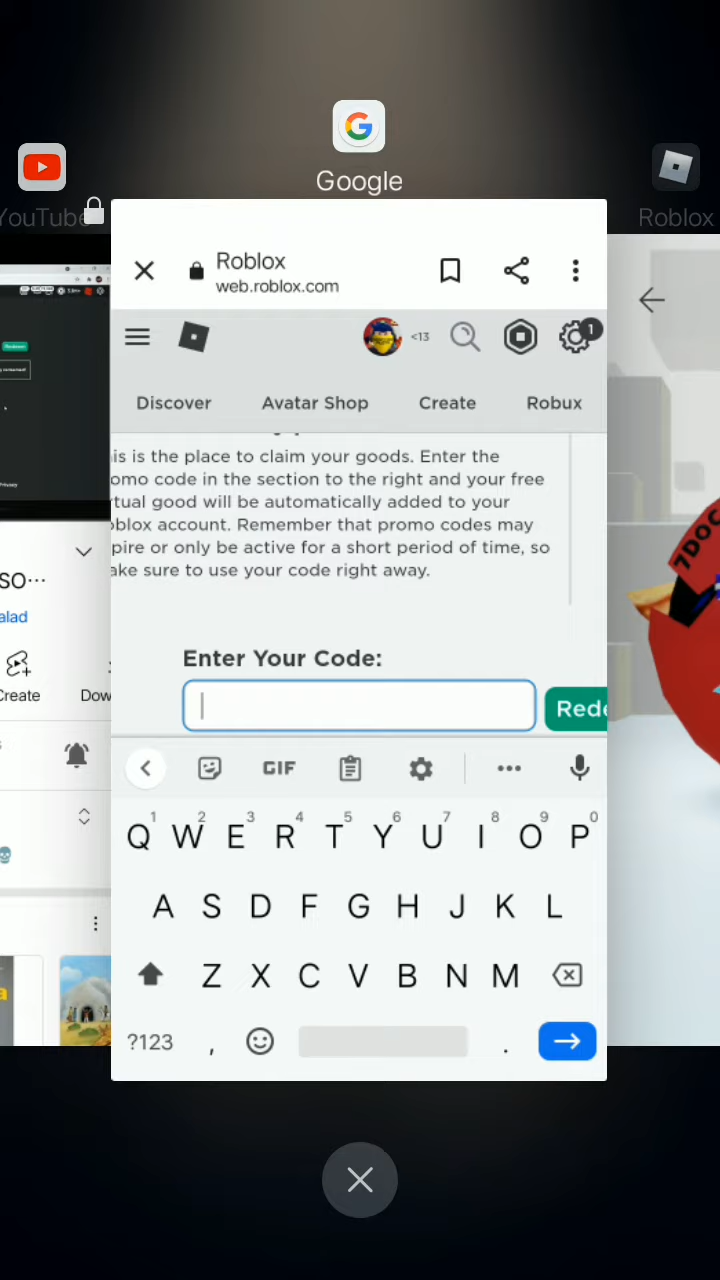 Google
YouTube
Roblox
Roblox
web.roblox.com
<13
1
Discover Avatar Shop Create Robux
is is the place to claim your goods. Enter the
omo code in the section to the right and your free
rtual good will be automatically added to your
oblox account. Remember that promo codes may
pire or only be active for a short period of time, so
ake sure to use your code right away.
Enter Your Code:
Rede
SO...
alad
Create
Dow
Privacy
7DOC
GIF
1 2 3 4 5 6 7 8 9 0
Q W E R T Y U I O P
A S D F G H J K L
Z X C V B N M
?123 , .